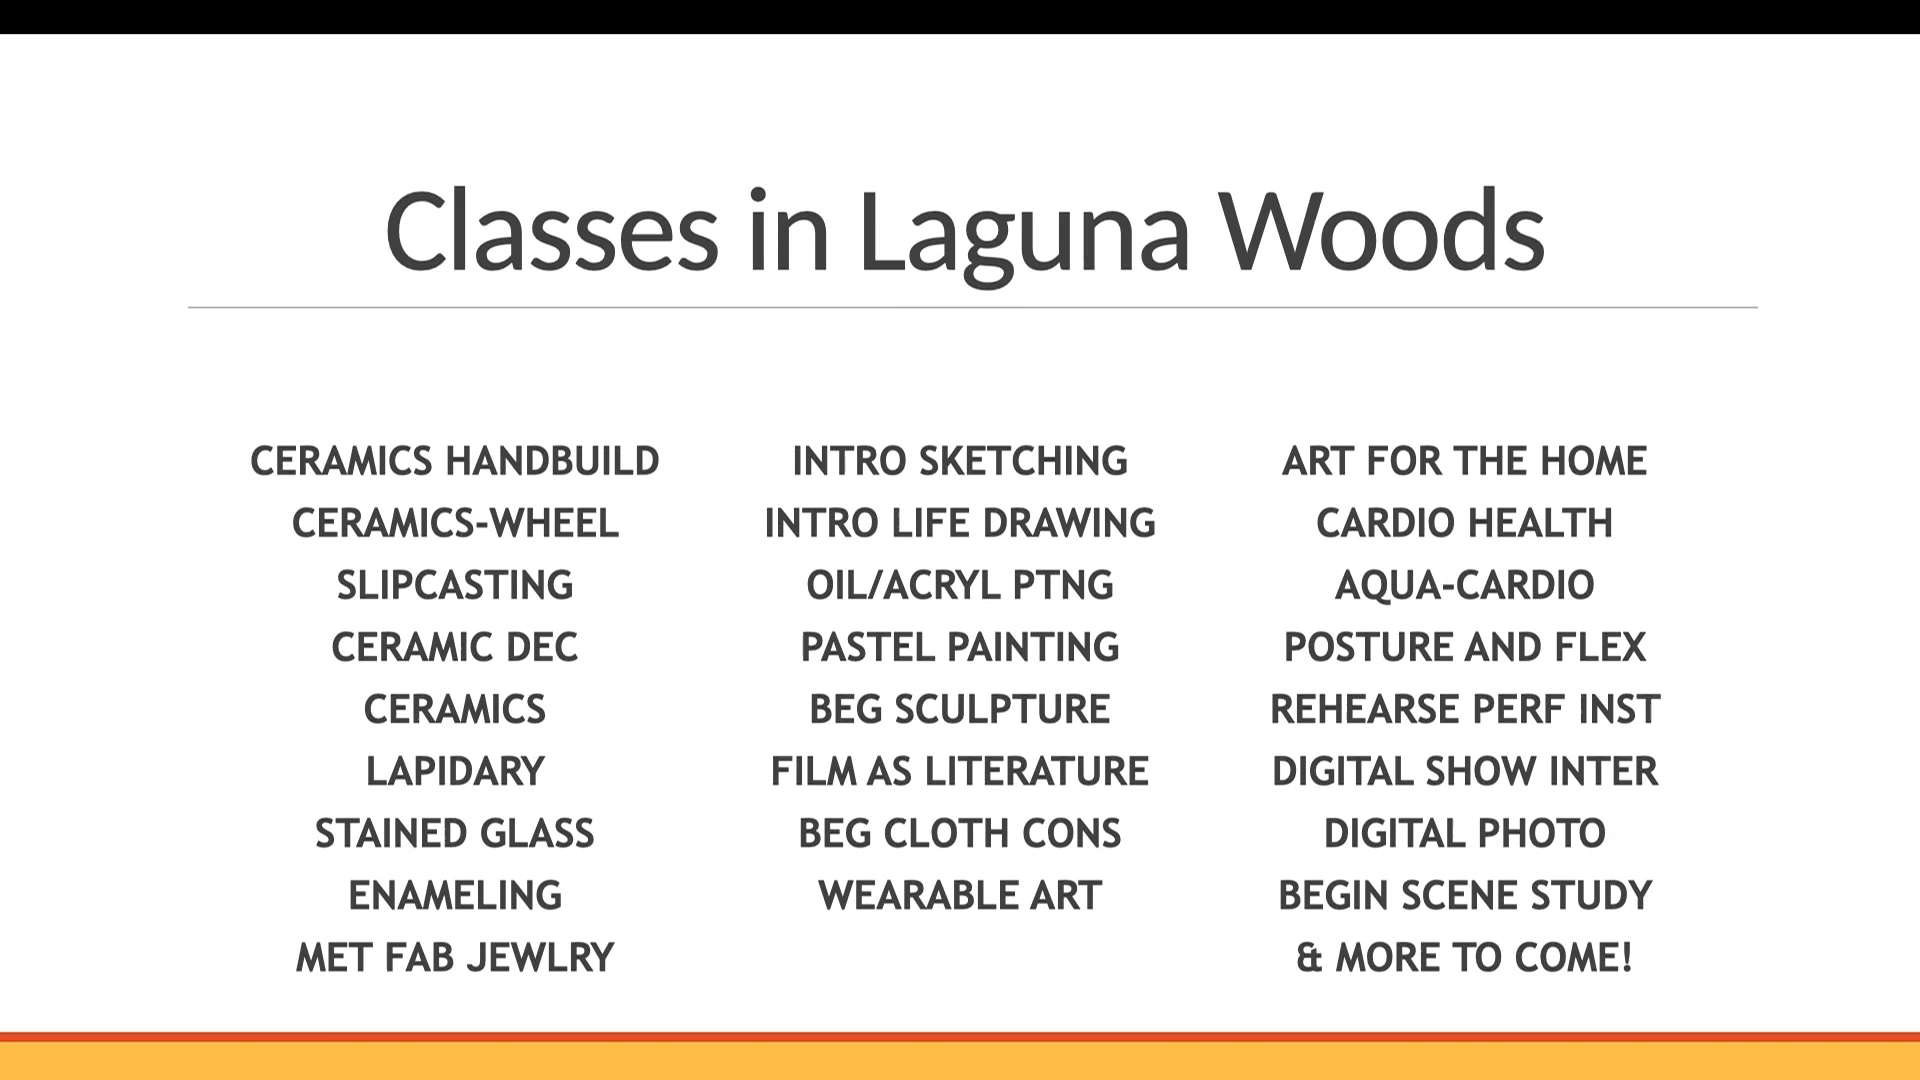 Classes in Laguna Woods
CERAMICS HANDBUILD
CERAMICS-WHEEL
SLIPCASTING
CERAMIC DEC
CERAMICS
LAPIDARY
STAINED GLASS
ENAMELING
MET FAB JEWLRY
INTRO SKETCHING
INTRO LIFE DRAWING
OIL/ACRYL PTNG
PASTEL PAINTING
BEG SCULPTURE
FILM AS LITERATURE
BEG CLOTH CONS
WEARABLE ART
ART FOR THE HOME
CARDIO HEALTH
AQUA-CARDIO
POSTURE AND FLEX
REHEARSE PERF INST
DIGITAL SHOW INTER
DIGITAL PHOTO
BEGIN SCENE STUDY
& MORE TO COME!